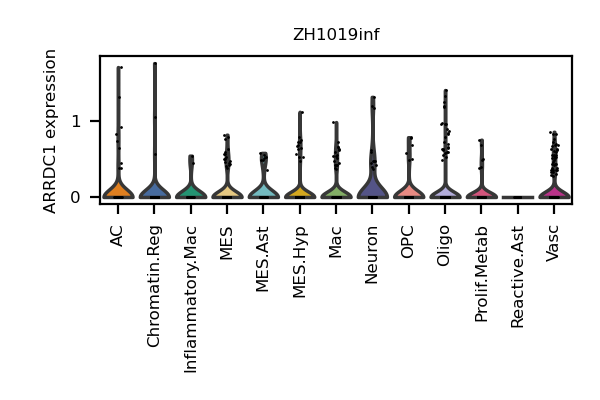 ZH1019inf
ARRDC1 expression
1
0
AC
Chromatin.Reg
Inflammatory.Mac
MES
MES.Ast
MES.Hyp
Mac
Neuron
OPC
Oligo
Prolif.Metab
Reactive.Ast
Vasc